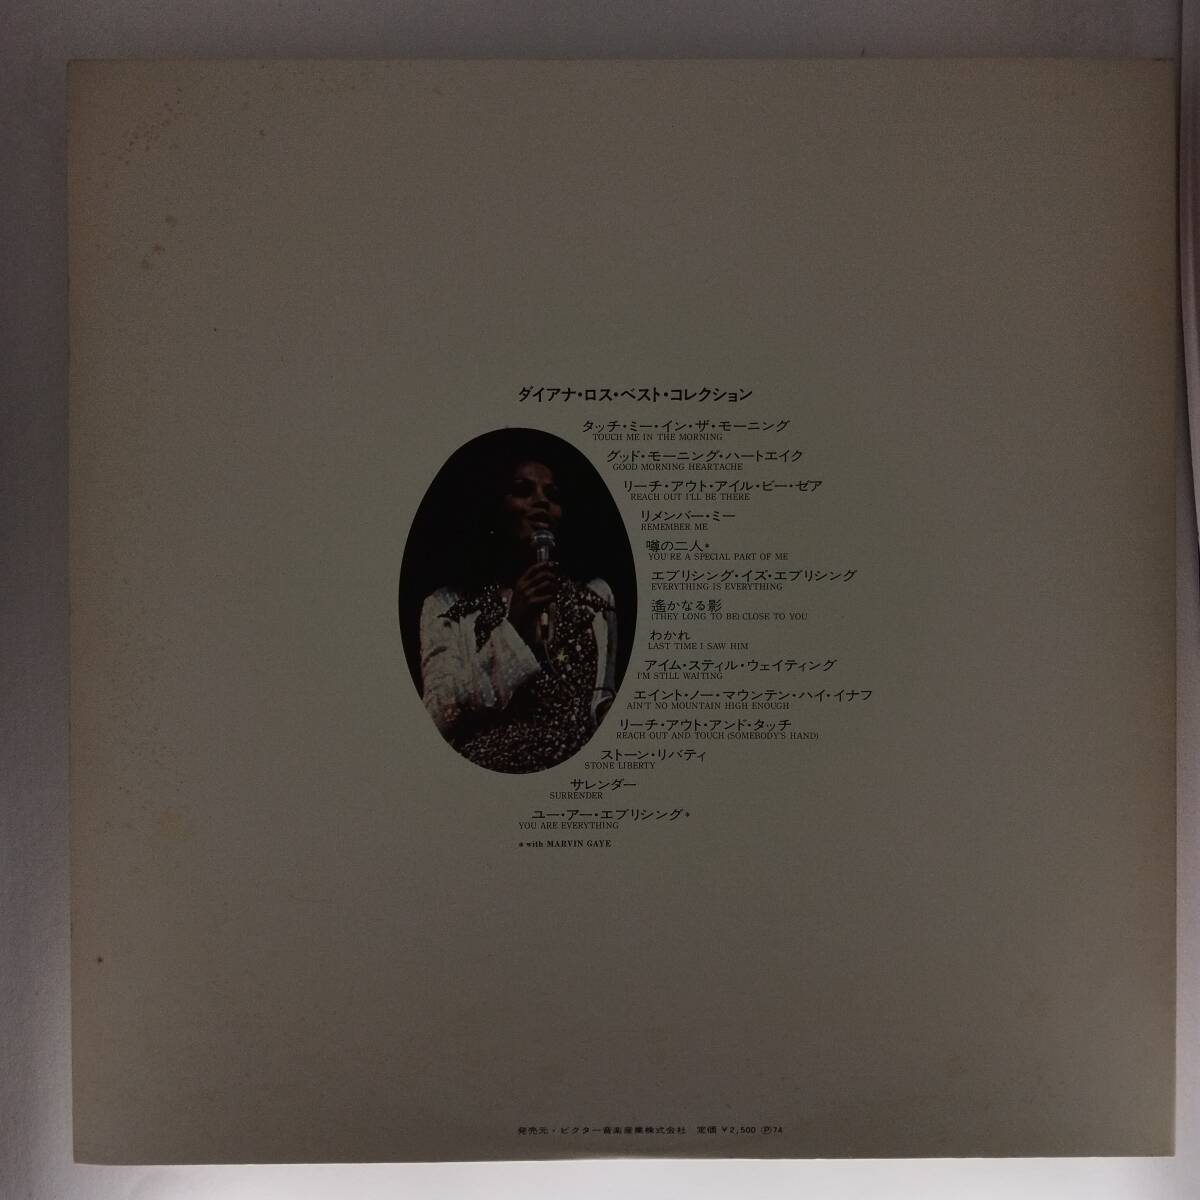 ダイアナ・ロス・ベスト・コレクション
タッチ・ミー・イン・ザ・モーニング
TOUCH ME IN THE MORNING
グッド・モーニング・ハートエイク
GOOD MORNING HEARTACHE
リーチ・アウト・アイル・ビー・ゼア
REACH OUT I'LL BE THERE
リメンバー・ミー
REMEMBER ME
噂の二人*
YOU'RE A SPECIAL PART OF ME
エブリシング・イズ・エブリシング
EVERYTHING IS EVERYTHING
遙かなる影
(THEY LONG TO BE) CLOSE TO YOU
わかれ
LAST TIME I SAW HIM
アイム・スティル・ウェイティング
I'M STILL WAITING
エイント・ノー・マウンテン・ハイ・イナフ
AIN'T NO MOUNTAIN HIGH ENOUGH
リーチ・アウト・アンド・タッチ
REACH OUT AND TOUCH (SOMEBODY'S HAND)
ストーン・リバティ
STONE LIBERTY
サレンダー
SURRENDER
ユー・アー・エブリシング*
YOU ARE EVERYTHING
* with MARVIN GAYE
発売元・ビクター音楽産業株式会社 定価 ¥2,500 Ⓟ74